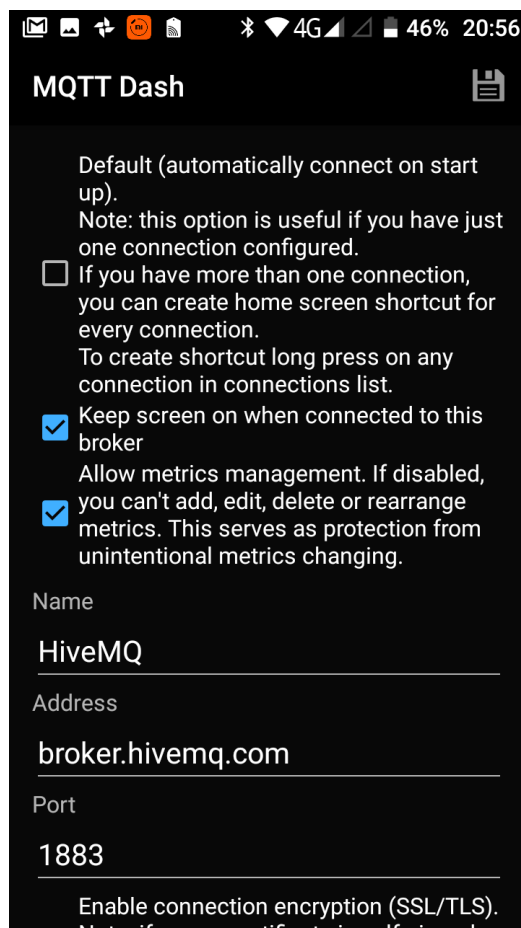 4G 46% 20:56
MQTT Dash
Default (automatically connect on start
up).
Note: this option is useful if you have just
one connection configured.
If you have more than one connection,
you can create home screen shortcut for
every connection.
To create shortcut long press on any
connection in connections list.
Keep screen on when connected to this
broker
Allow metrics management. If disabled,
you can't add, edit, delete or rearrange
metrics. This serves as protection from
unintentional metrics changing.
Name
HiveMQ
Address
broker.hivemq.com
Port
1883
Enable connection encryption (SSL/TLS).